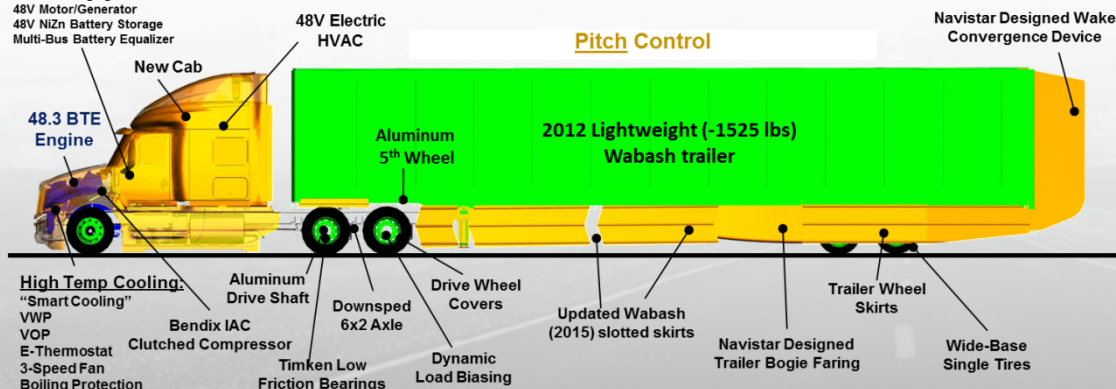 48V Motor/Generator
48V NiZn Battery Storage
Multi-Bus Battery Equalizer
New Cab
48V Electric
HVAC
Pitch Control
Navistar Designed Wake
Convergence Device
48.3 BTE
Engine
Aluminum
5th Wheel
2012 Lightweight (-1525 lbs)
Wabash trailer
High Temp Cooling:
“Smart Cooling”
VWP
VOP
E-Thermostat
3-Speed Fan
Boiling Protection
Bendix IAC
Clutched Compressor
Aluminum
Drive Shaft
Timken Low
Friction Bearings
Downsped
6x2 Axle
Dynamic
Load Biasing
Drive Wheel
Covers
Updated Wabash
(2015) slotted skirts
Navistar Designed
Trailer Bogie Faring
Trailer Wheel
Skirts
Wide-Base
Single Tires